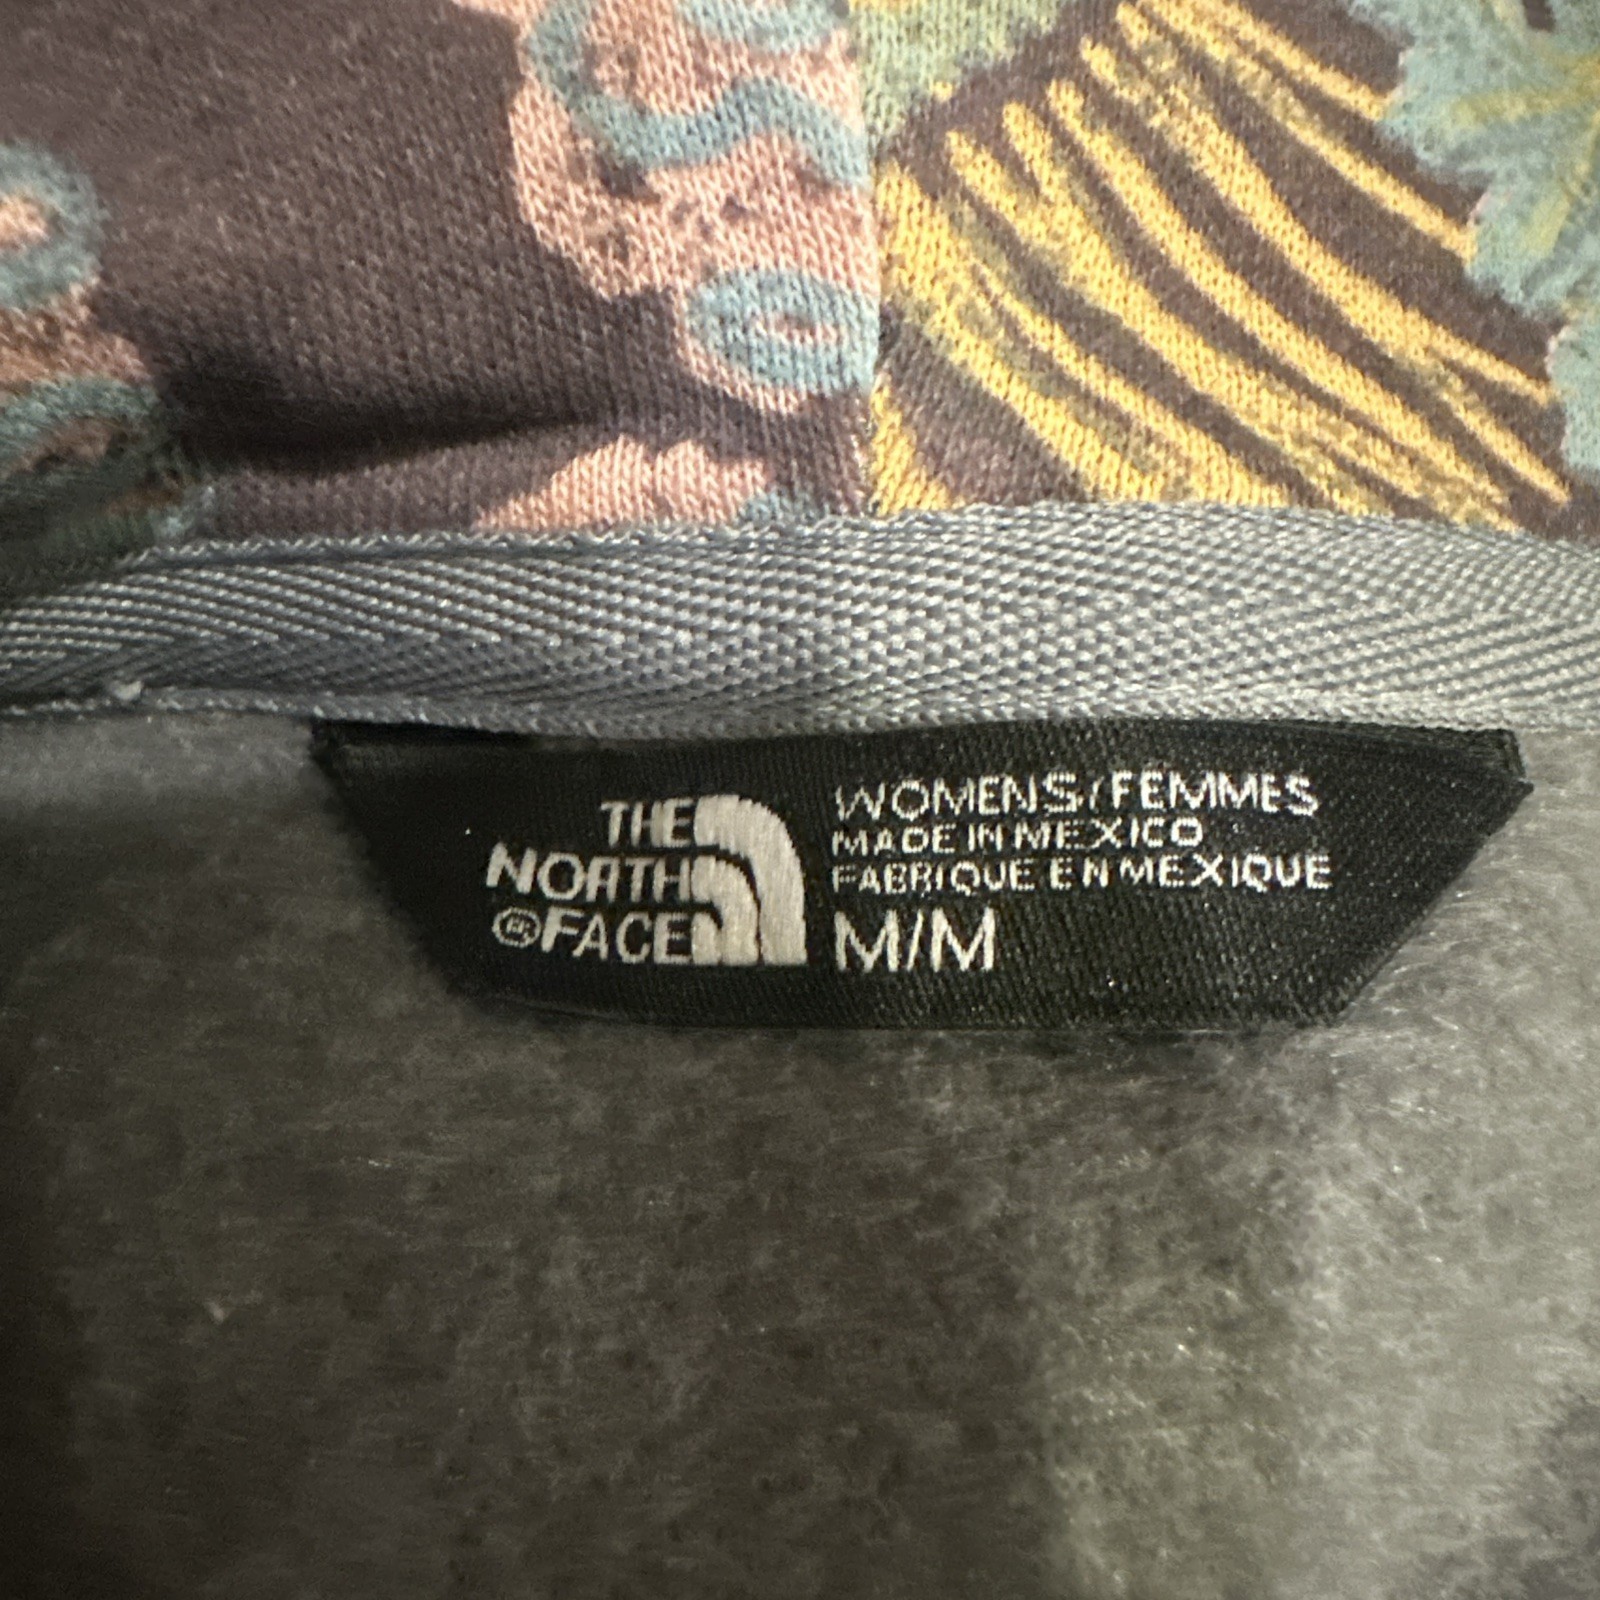 THE
NORTH
®FACE
WOMENS/FEMMES
MADE IN MEXICO
FABRIQUE EN MEXIQUE
M/M